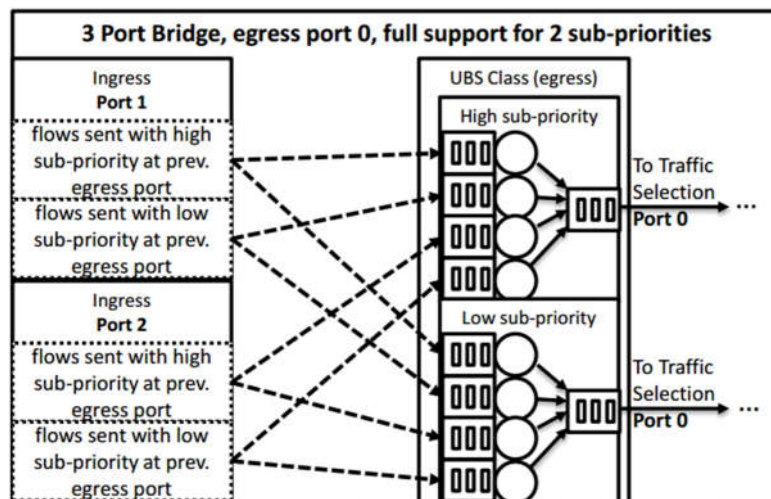 3 Port Bridge, egress port 0, full support for 2 sub-priorities
Ingress
Port 1
flows sent with high
sub-priority at prev.
egress port
flows sent with low
sub-priority at prev.
egress port
Ingress
Port 2
flows sent with high
sub-priority at prev.
egress port
flows sent with low
sub-priority at prev.
egress port
UBS Class (egress)
High sub-priority
To Traffic
Selection
Port 0
...
Low sub-priority
To Traffic
Selection
Port 0
...